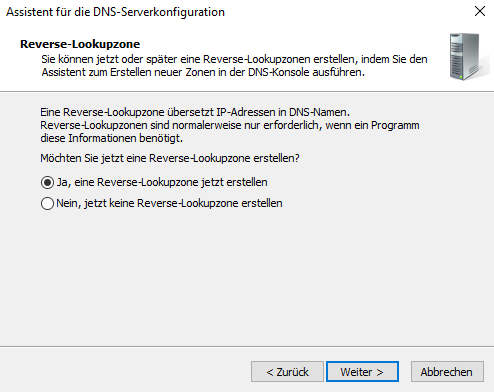 Assistent für die DNS-Serverkonfiguration
Reverse-Lookupzone
Sie können jetzt oder später eine Reverse-Lookupzonen erstellen, indem Sie den
Assistent zum Erstellen neuer Zonen in der DNS-Konsole ausführen.
Eine Reverse-Lookupzone übersetzt IP-Adressen in DNS-Namen.
Reverse-Lookupzonen sind normalerweise nur erforderlich, wenn ein Programm
diese Informationen benötigt.
Möchten Sie jetzt eine Reverse-Lookupzone erstellen?
Ja, eine Reverse-Lookupzone jetzt erstellen
Nein, jetzt keine Reverse-Lookupzone erstellen
< Zurück Weiter > Abbrechen